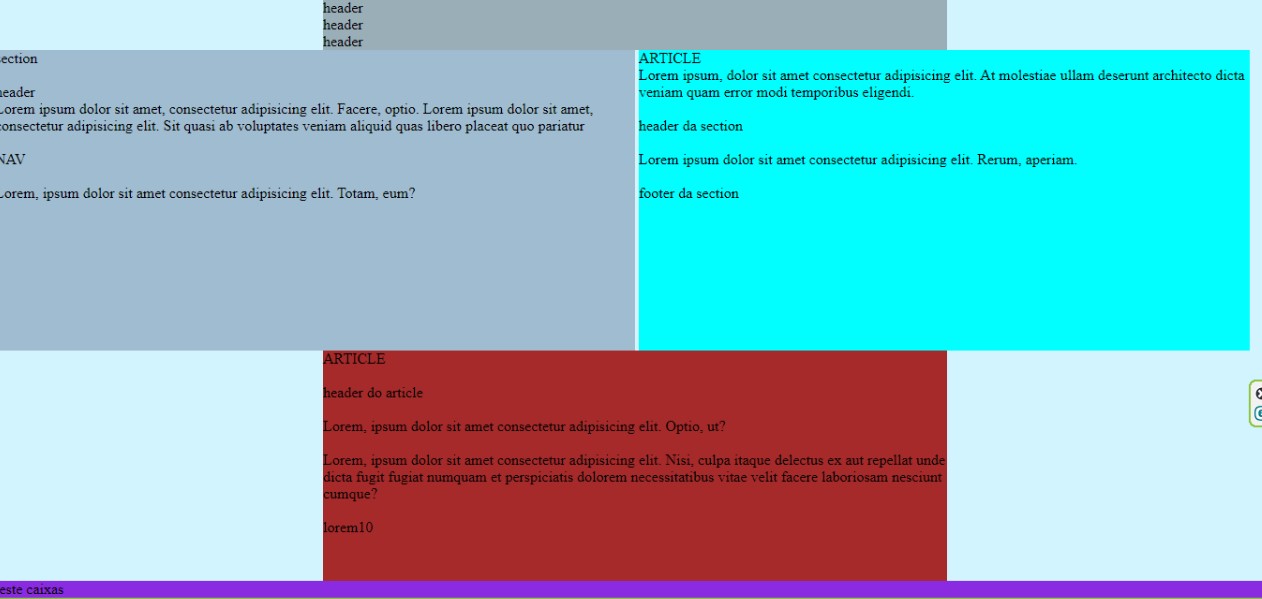 header
header
header
ection
header
Lorem ipsum dolor sit amet, consectetur adipisicing elit. Facere, optio. Lorem ipsum dolor sit amet,
consectetur adipisicing elit. Sit quasi ab voluptates veniam aliquid quas libero placeat quo pariatur
NAV
Lorem, ipsum dolor sit amet consectetur adipisicing elit. Totam, eum?
ARTICLE
Lorem ipsum, dolor sit amet consectetur adipisicing elit. At molestiae ullam deserunt architecto dicta
veniam quam error modi temporibus eligendi.
header da section
Lorem ipsum dolor sit amet consectetur adipisicing elit. Rerum, aperiam.
footer da section
ARTICLE
header do article
Lorem, ipsum dolor sit amet consectetur adipisicing elit. Optio, ut?
Lorem, ipsum dolor sit amet consectetur adipisicing elit. Nisi, culpa itaque delectus ex aut repellat unde
dicta fugit fugiat numquam et perspiciatis dolorem necessitatibus vitae velit facere laboriosam nesciunt
cumque?
lorem10
este caixas